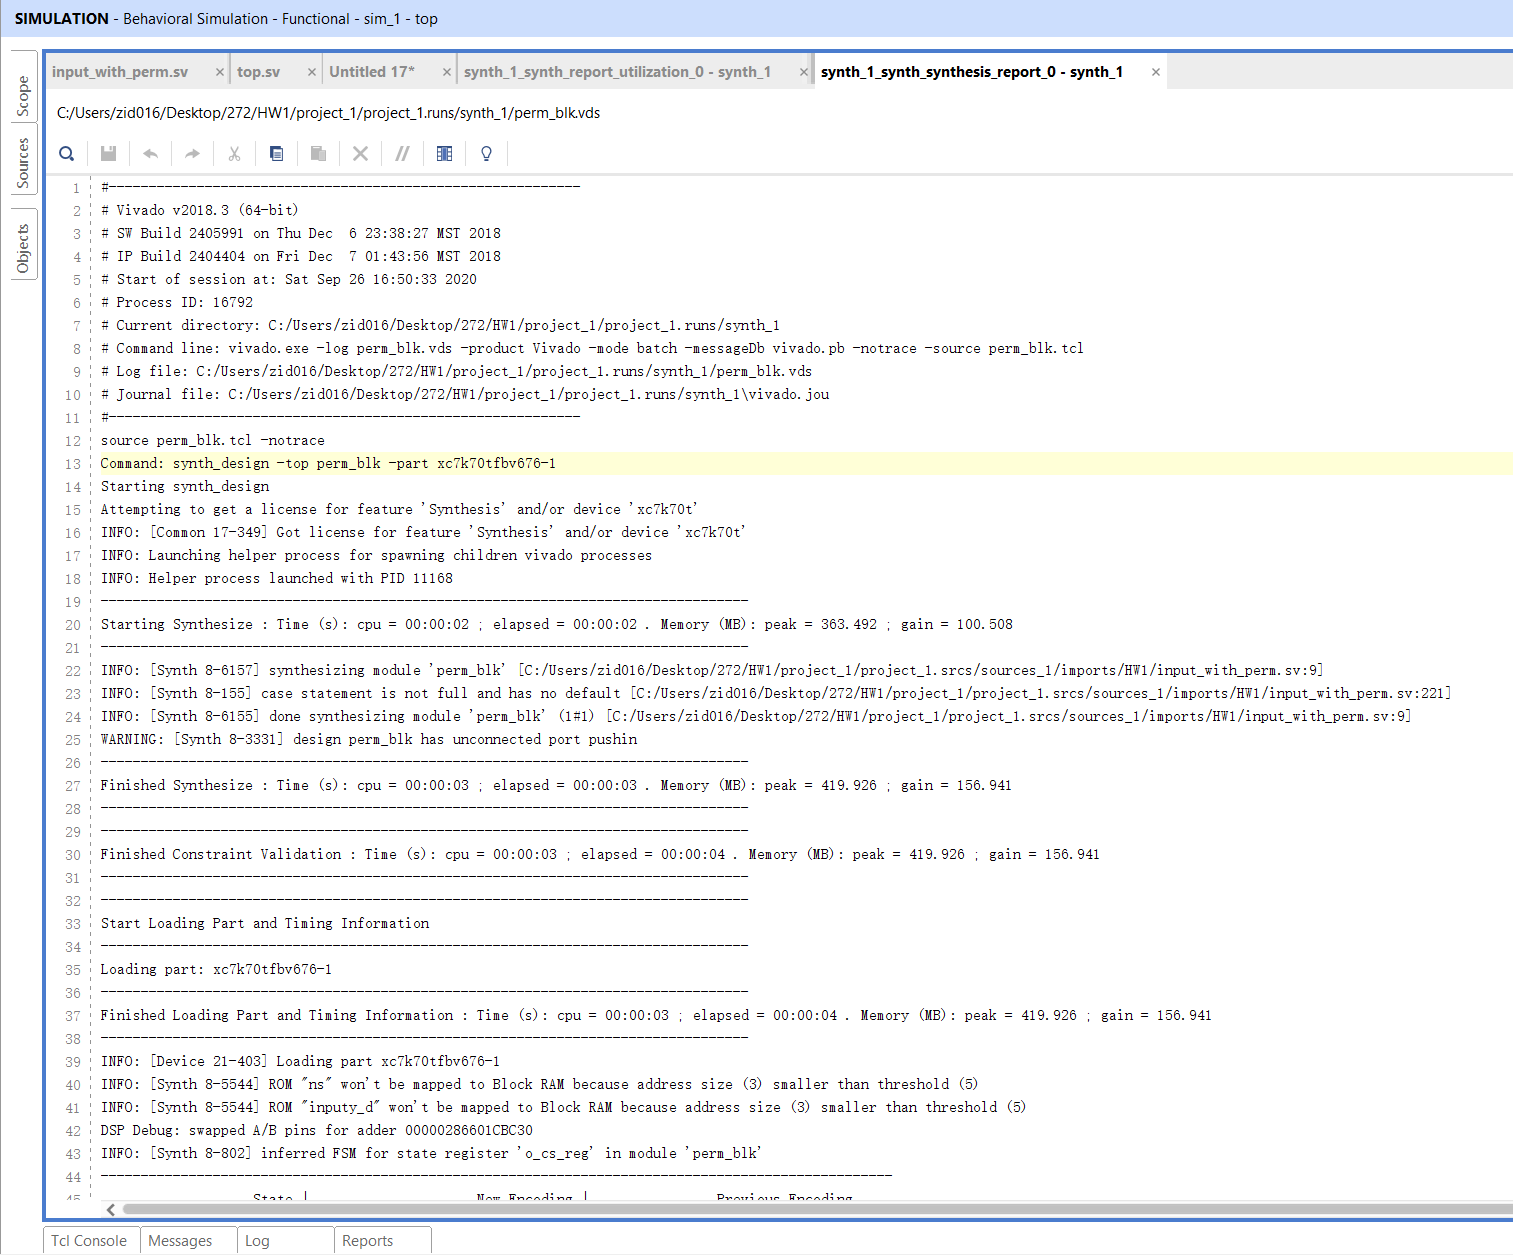 SIMULATION - Behavioral Simulation - Functional - sim_1 - top
Scope
Sources
Objects
input_with_perm.sv × top.sv × Untitled 17* × synth_1_synth_report_utilization_0 - synth_1 × synth_1_synth_synthesis_report_0 - synth_1 ×
C:/Users/zid016/Desktop/272/HW1/project_1/project_1.runs/synth_1/perm_blk.vds
1 #-----------------------------------------------------------
2 # Vivado v2018.3 (64-bit)
3 # SW Build 2405991 on Thu Dec  6 23:38:27 MST 2018
4 # IP Build 2404404 on Fri Dec  7 01:43:56 MST 2018
5 # Start of session at: Sat Sep 26 16:50:33 2020
6 # Process ID: 16792
7 # Current directory: C:/Users/zid016/Desktop/272/HW1/project_1/project_1.runs/synth_1
8 # Command line: vivado.exe -log perm_blk.vds -product Vivado -mode batch -messageDb vivado.pb -notrace -source perm_blk.tcl
9 # Log file: C:/Users/zid016/Desktop/272/HW1/project_1/project_1.runs/synth_1/perm_blk.vds
10 # Journal file: C:/Users/zid016/Desktop/272/HW1/project_1/project_1.runs/synth_1\vivado.jou
11 #-----------------------------------------------------------
12 source perm_blk.tcl -notrace
13 Command: synth_design -top perm_blk -part xc7k70tfbv676-1
14 Starting synth_design
15 Attempting to get a license for feature 'Synthesis' and/or device 'xc7k70t'
16 INFO: [Common 17-349] Got license for feature 'Synthesis' and/or device 'xc7k70t'
17 INFO: Launching helper process for spawning children vivado processes
18 INFO: Helper process launched with PID 11168
19 ---------------------------------------------------------------------------------
20 Starting Synthesize : Time (s): cpu = 00:00:02 ; elapsed = 00:00:02 . Memory (MB): peak = 363.492 ; gain = 100.508
21 ---------------------------------------------------------------------------------
22 INFO: [Synth 8-6157] synthesizing module 'perm_blk' [C:/Users/zid016/Desktop/272/HW1/project_1/project_1.srcs/sources_1/imports/HW1/input_with_perm.sv:9]
23 INFO: [Synth 8-155] case statement is not full and has no default [C:/Users/zid016/Desktop/272/HW1/project_1/project_1.srcs/sources_1/imports/HW1/input_with_perm.sv:221]
24 INFO: [Synth 8-6155] done synthesizing module 'perm_blk' (1#1) [C:/Users/zid016/Desktop/272/HW1/project_1/project_1.srcs/sources_1/imports/HW1/input_with_perm.sv:9]
25 WARNING: [Synth 8-3331] design perm_blk has unconnected port pushin
26 ---------------------------------------------------------------------------------
27 Finished Synthesize : Time (s): cpu = 00:00:03 ; elapsed = 00:00:03 . Memory (MB): peak = 419.926 ; gain = 156.941
28 ---------------------------------------------------------------------------------
29 ---------------------------------------------------------------------------------
30 Finished Constraint Validation : Time (s): cpu = 00:00:03 ; elapsed = 00:00:04 . Memory (MB): peak = 419.926 ; gain = 156.941
31 ---------------------------------------------------------------------------------
32 ---------------------------------------------------------------------------------
33 Start Loading Part and Timing Information
34 ---------------------------------------------------------------------------------
35 Loading part: xc7k70tfbv676-1
36 ---------------------------------------------------------------------------------
37 Finished Loading Part and Timing Information : Time (s): cpu = 00:00:03 ; elapsed = 00:00:04 . Memory (MB): peak = 419.926 ; gain = 156.941
38 ---------------------------------------------------------------------------------
39 INFO: [Device 21-403] Loading part xc7k70tfbv676-1
40 INFO: [Synth 8-5544] ROM "ns" won't be mapped to Block RAM because address size (3) smaller than threshold (5)
41 INFO: [Synth 8-5544] ROM "inputy_d" won't be mapped to Block RAM because address size (3) smaller than threshold (5)
42 DSP Debug: swapped A/B pins for adder 00000286601CBC30
43 INFO: [Synth 8-802] inferred FSM for state register 'o_cs_reg' in module 'perm_blk'
44 ---------------------------------------------------------------------------------------------------
45 State | New Encoding | Previous Encoding
Tcl Console Messages Log Reports